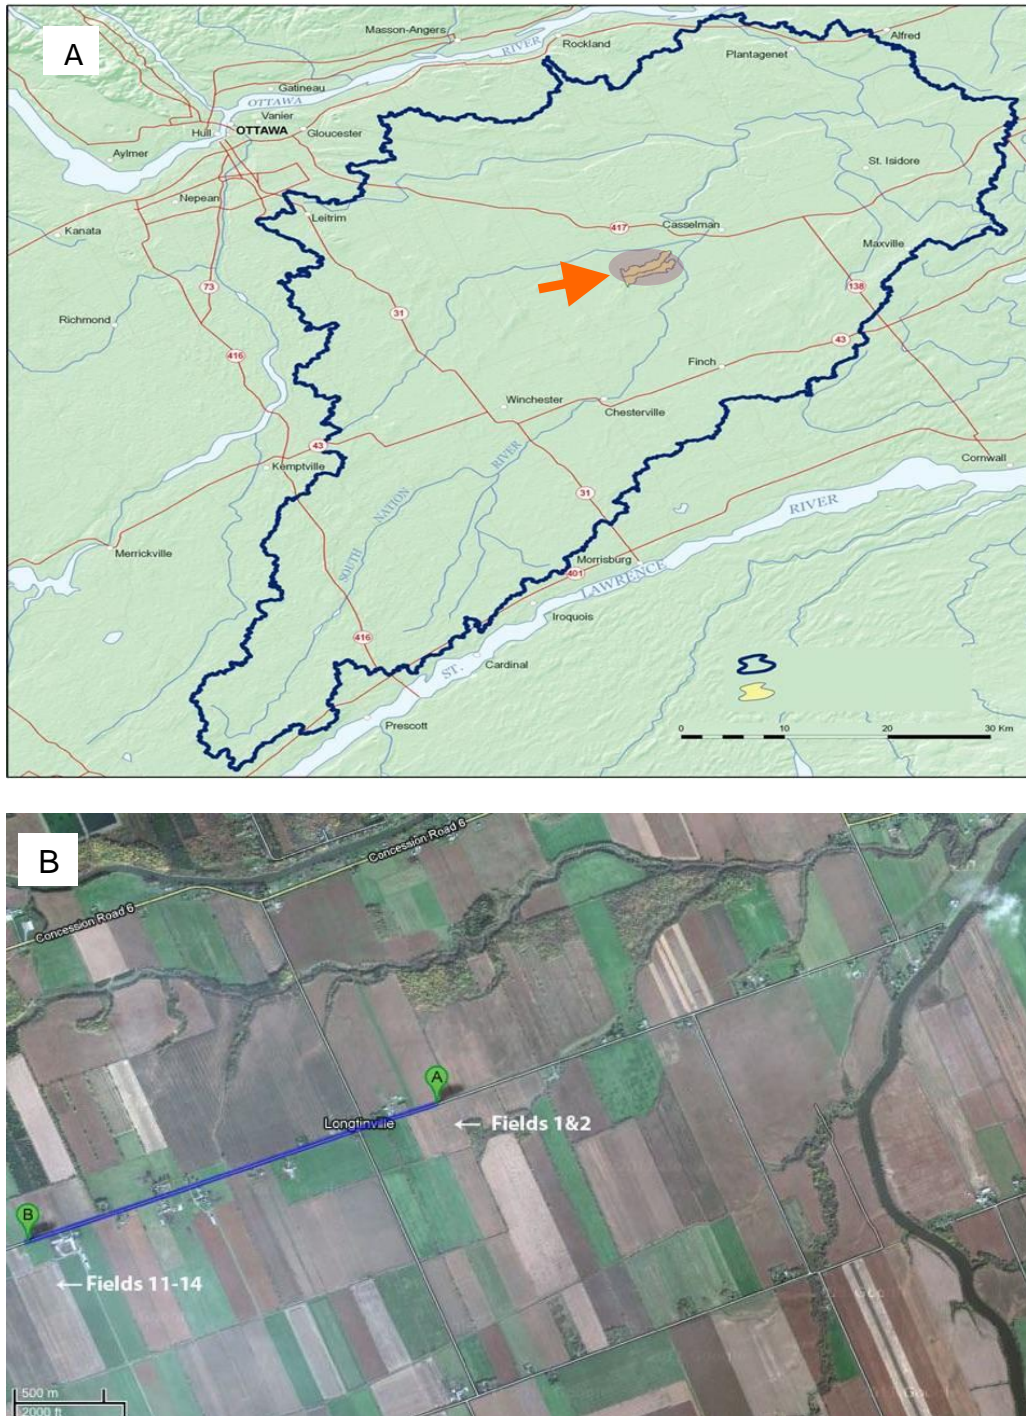 A
Masson-Angers
RIVER
Rockland
Alfred
Plantagenet
Gatineau
OTTAWA
Vanier
Hull
OTTAWA
Gloucester
Aylmer
St. Isidore
Nepean
Leitrim
417
Casselman
Kanata
Maxville
73
138
31
Richmond
416
43
Finch
Winchester
Chesterville
43
Kemptville
RIVER
Cornwall
NATION
31
RIVER
Merrickville
SOUTH
Morrisburg
401
LAWRENCE
Iroquois
416
ST.
Cardinal
Prescott
0 10 20 30 Km
B
Concession Road 6
Concession Road 6
A
Longtinville
← Fields 1&2
B
← Fields 11-14
500 m
2000 ft